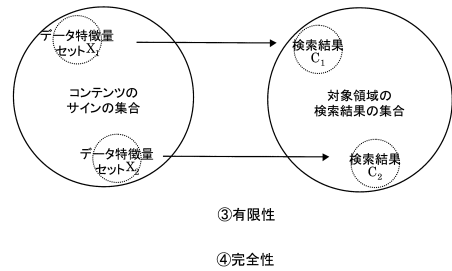 データ特徴量
セットX₁
検索結果
C₁
コンテンツの
サインの集合
対象領域の
検索結果の集合
データ特徴量
セットX₂
検索結果
C₂
③有限性
④完全性